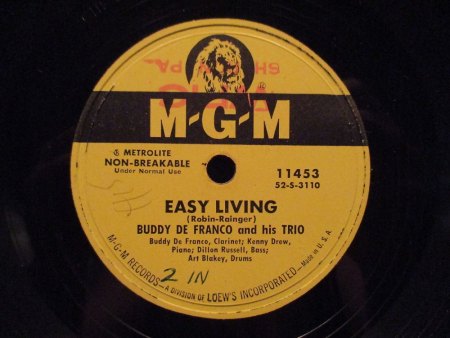 SH
PA
M-G-M
METROLITE
NON-BREAKABLE
Under Normal Use
11453
52-S-3110
EASY LIVING
(Robin-Rainger)
BUDDY DE FRANCO and his TRIO
Buddy De Franco, Clarinet; Kenny Drew,
Piano; Dillon Russell, Bass;
Art Blakey, Drums
2 IN
M-G-M RECORDS—A DIVISION OF LOEW'S INCORPORATED—Made in U.S.A.